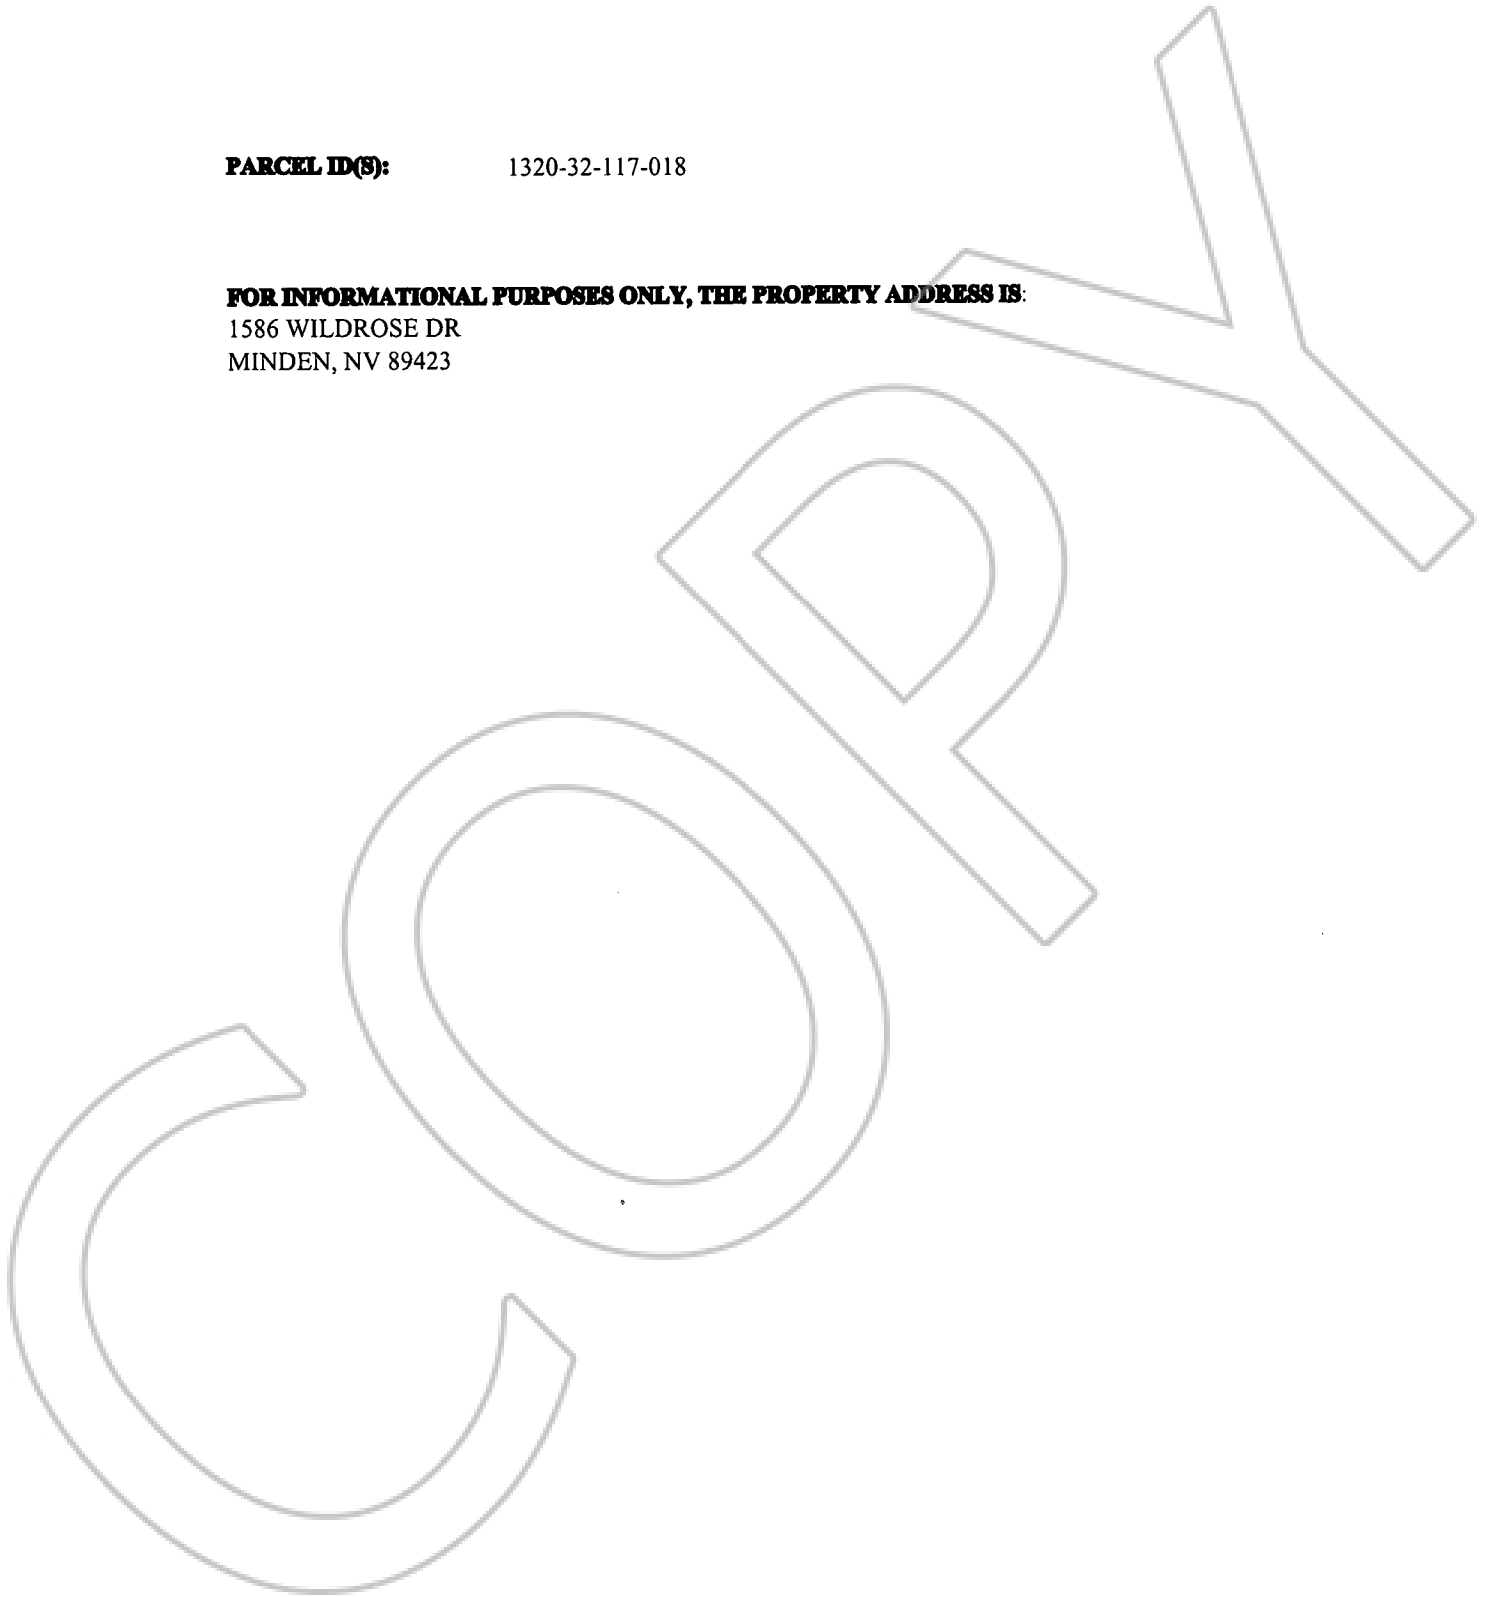 PARCEL ID(S): 1320-32-117-018
FOR INFORMATIONAL PURPOSES ONLY, THE PROPERTY ADDRESS IS:
1586 WILDROSE DR
MINDEN, NV 89423
COPY